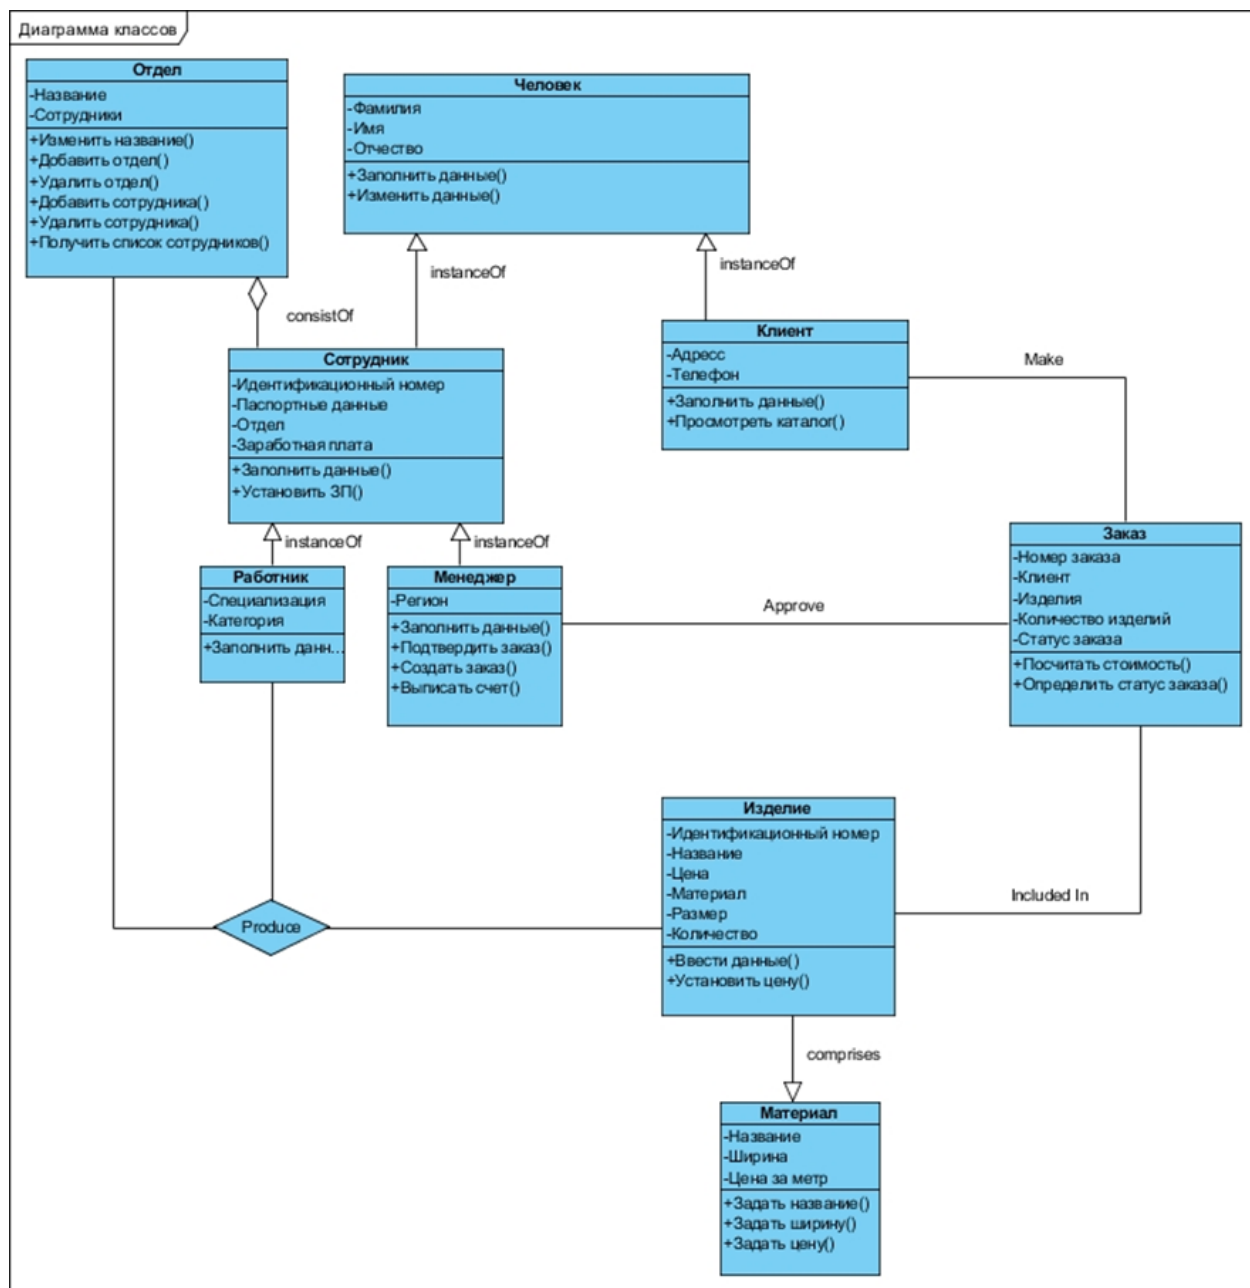 Диаграмма классов
Отдел
-Название
-Сотрудники
+Изменить название()
+Добавить отдел()
+Удалить отдел()
+Добавить сотрудника()
+Удалить сотрудника()
+Получить список сотрудников()
Человек
-Фамилия
-Имя
-Отчество
+Заполнить данные()
+Изменить данные()
instanceOf
instanceOf
consistOf
Сотрудник
-Идентификационный номер
-Паспортные данные
-Отдел
-Заработная плата
+Заполнить данные()
+Установить ЗП()
Клиент
-Адресс
-Телефон
+Заполнить данные()
+Просмотреть каталог()
Make
instanceOf
instanceOf
Работник
-Специализация
-Категория
+Заполнить данн...
Менеджер
-Регион
+Заполнить данные()
+Подтвердить заказ()
+Создать заказ()
+Выписать счет()
Approve
Заказ
-Номер заказа
-Клиент
-Изделия
-Количество изделий
-Статус заказа
+Посчитать стоимость()
+Определить статус заказа()
Изделие
-Идентификационный номер
-Название
-Цена
-Материал
-Размер
-Количество
+Ввести данные()
+Установить цену()
Included In
Produce
comprises
Материал
-Название
-Ширина
-Цена за метр
+Задать название()
+Задать ширину()
+Задать цену()